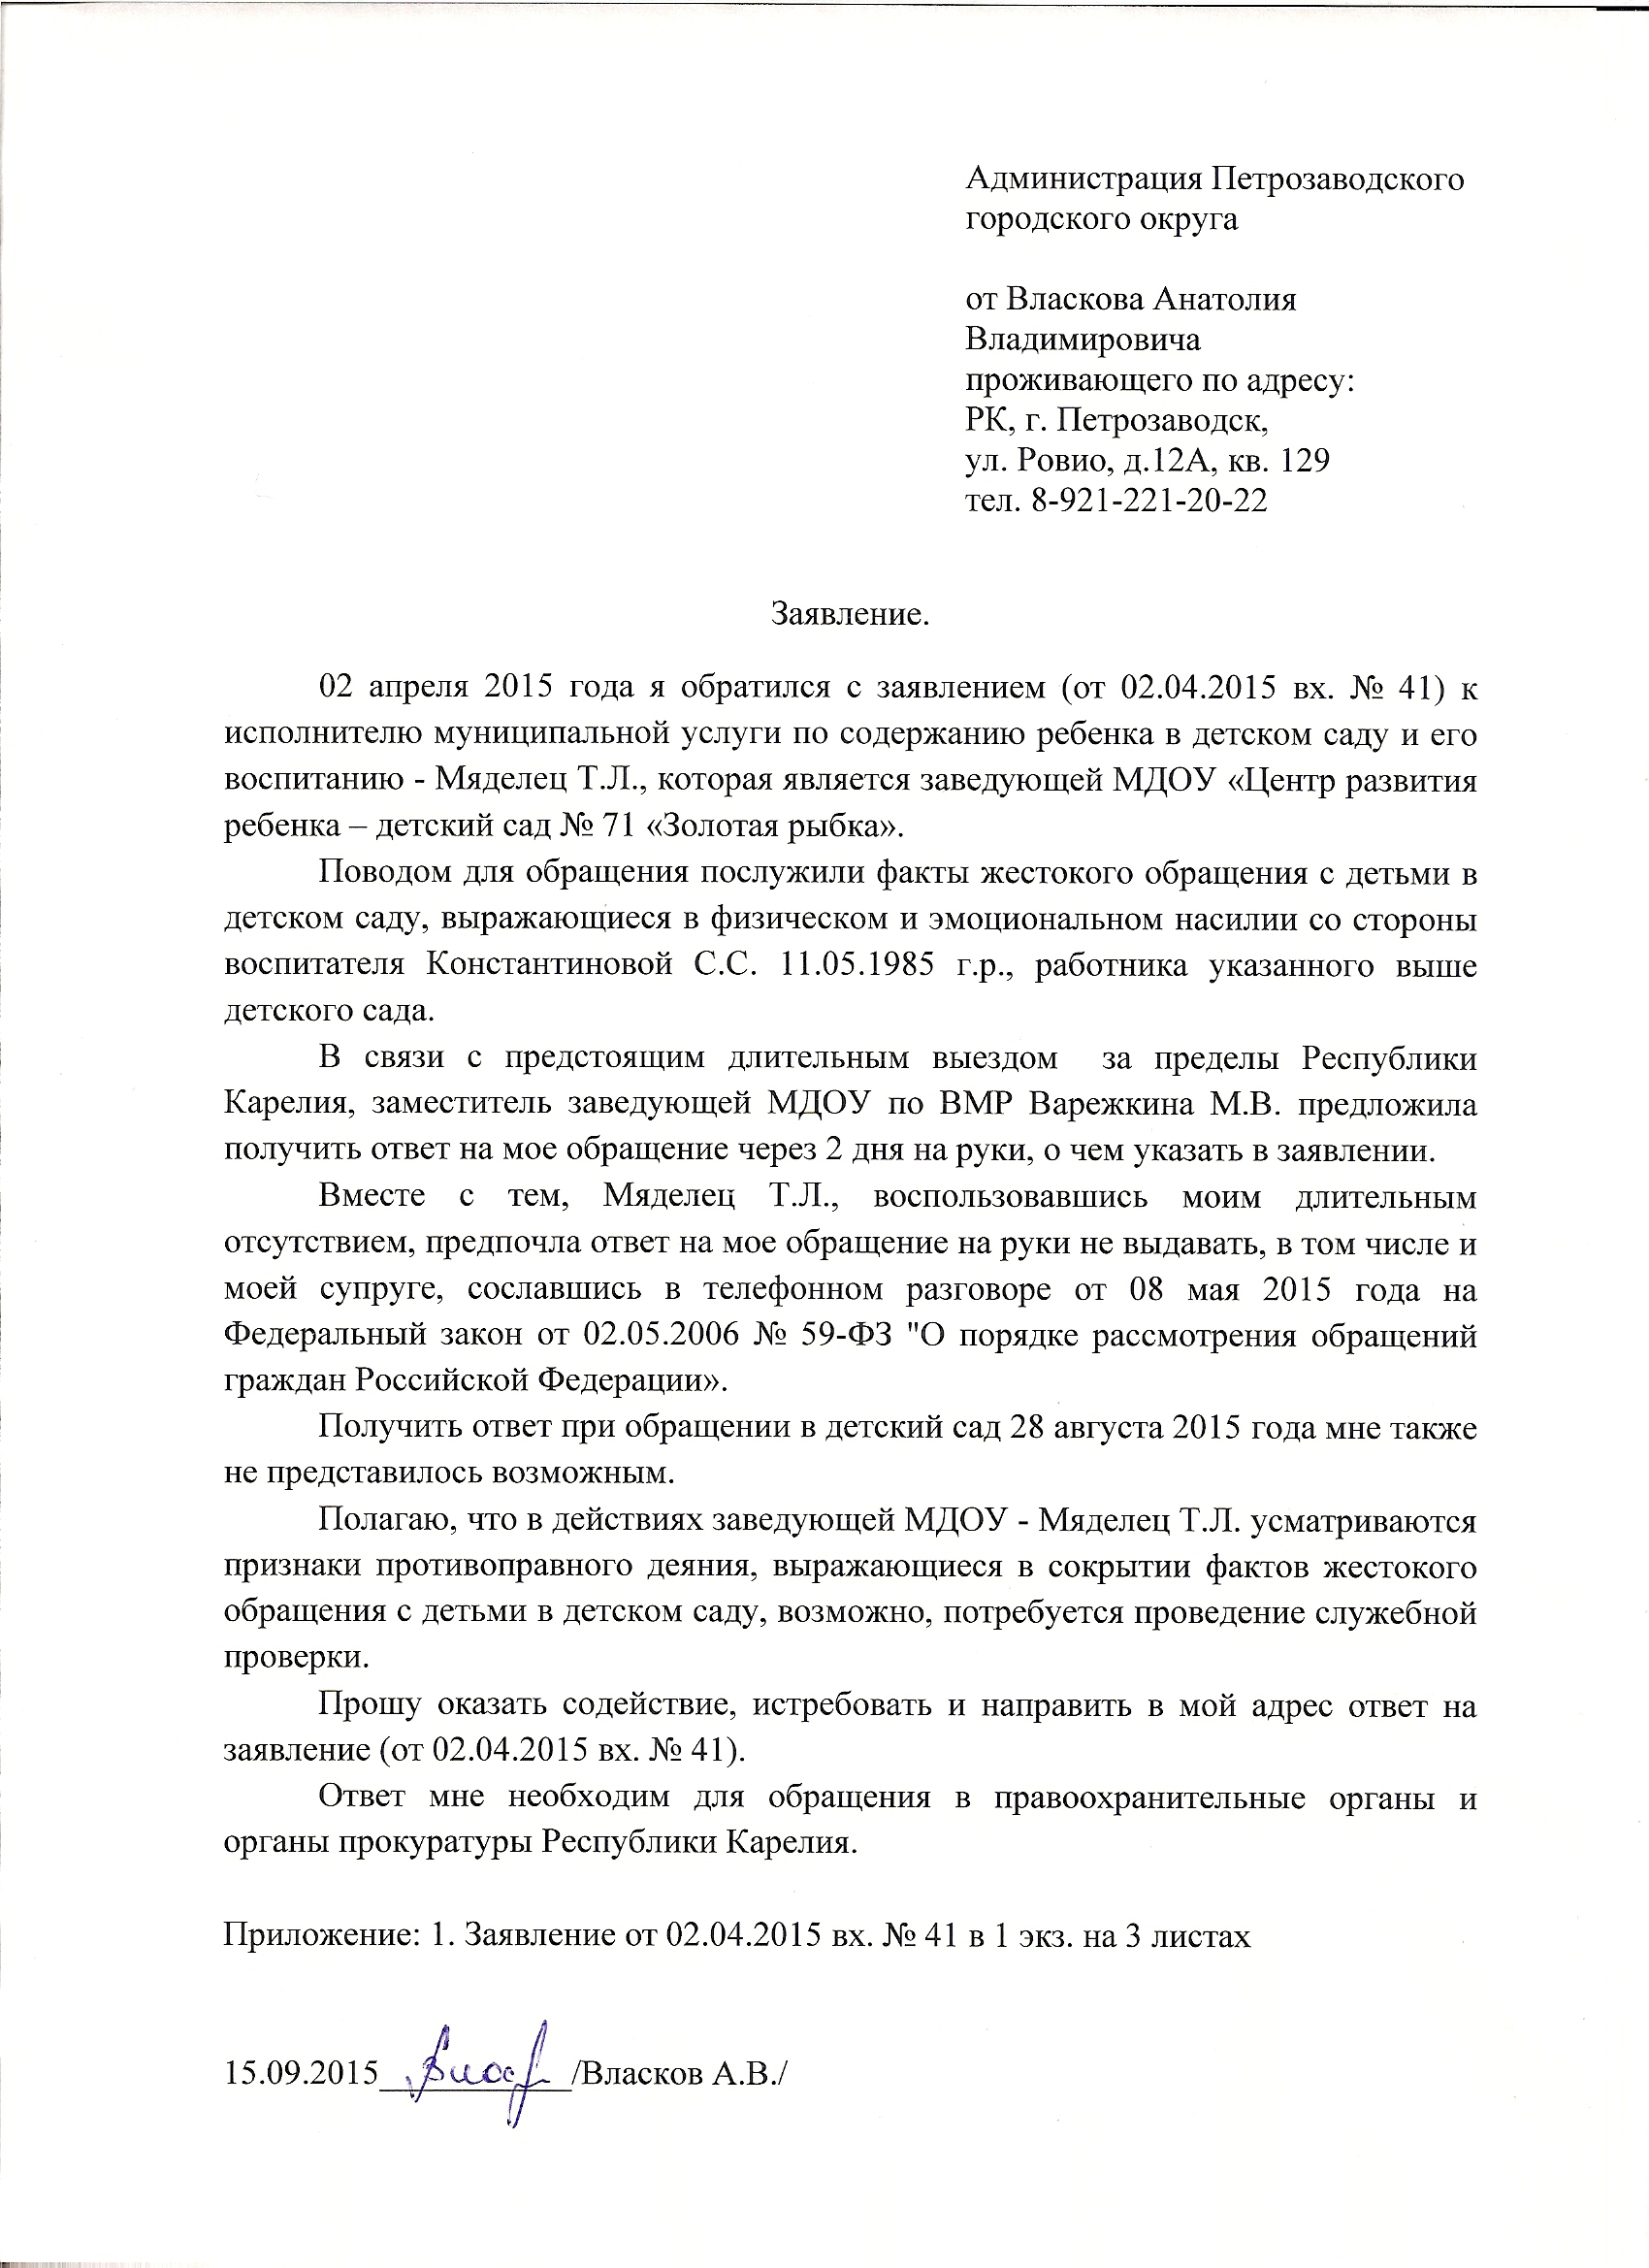 Администрация Петрозаводского
городского округа
от Власкова Анатолия
Владимировича
проживающего по адресу:
РК, г. Петрозаводск,
ул. Ровио, д.12А, кв. 129
тел. 8-921-221-20-22
Заявление.
02 апреля 2015 года я обратился с заявлением (от 02.04.2015 вх. № 41) к
исполнителю муниципальной услуги по содержанию ребенка в детском саду и его
воспитанию - Мяделец Т.Л., которая является заведующей МДОУ «Центр развития
ребенка – детский сад № 71 «Золотая рыбка».
Поводом для обращения послужили факты жестокого обращения с детьми в
детском саду, выражающиеся в физическом и эмоциональном насилии со стороны
воспитателя Константиновой С.С. 11.05.1985 г.р., работника указанного выше
детского сада.
В связи с предстоящим длительным выездом за пределы Республики
Карелия, заместитель заведующей МДОУ по ВМР Варежкина М.В. предложила
получить ответ на мое обращение через 2 дня на руки, о чем указать в заявлении.
Вместе с тем, Мяделец Т.Л., воспользовавшись моим длительным
отсутствием, предпочла ответ на мое обращение на руки не выдавать, в том числе и
моей супруге, сославшись в телефонном разговоре от 08 мая 2015 года на
Федеральный закон от 02.05.2006 № 59-ФЗ "О порядке рассмотрения обращений
граждан Российской Федерации».
Получить ответ при обращении в детский сад 28 августа 2015 года мне также
не представилось возможным.
Полагаю, что в действиях заведующей МДОУ - Мяделец Т.Л. усматриваются
признаки противоправного деяния, выражающиеся в сокрытии фактов жестокого
обращения с детьми в детском саду, возможно, потребуется проведение служебной
проверки.
Прошу оказать содействие, истребовать и направить в мой адрес ответ на
заявление (от 02.04.2015 вх. № 41).
Ответ мне необходим для обращения в правоохранительные органы и
органы прокуратуры Республики Карелия.
Приложение: 1. Заявление от 02.04.2015 вх. № 41 в 1 экз. на 3 листах
15.09.2015 /Власков А.В./